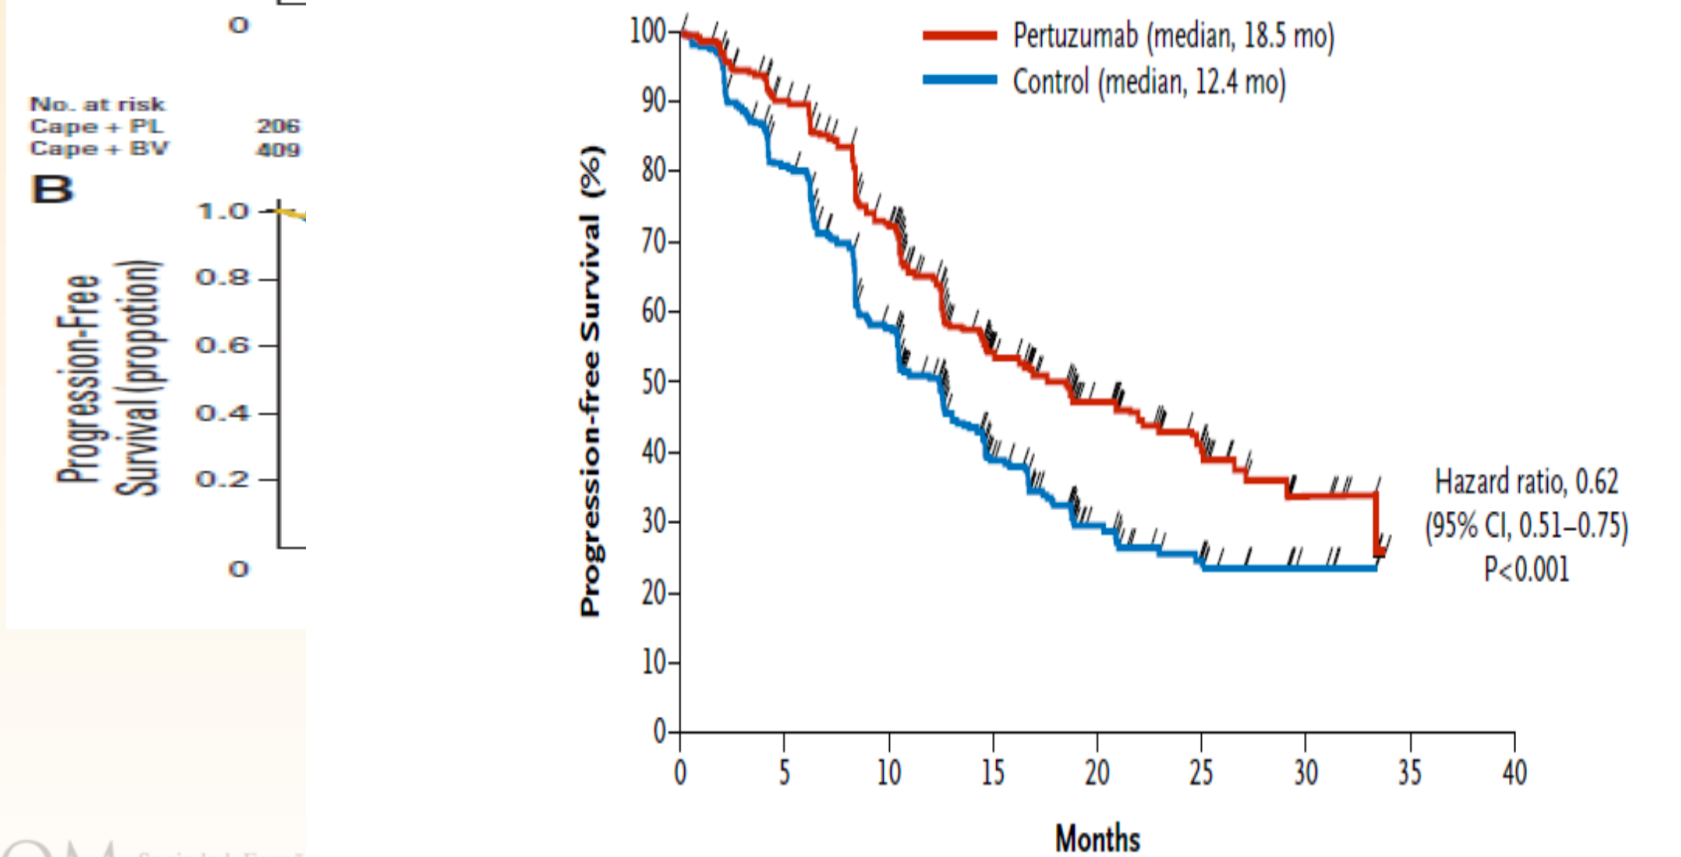 0
No. at risk
Cape + PL 206
Cape + BV 409
B
1.0
0.8
0.6
0.4
0.2
0
Progression-Free
Survival (propotion)
Pertuzumab (median, 18.5 mo)
Control (median, 12.4 mo)
100
90
80
70
60
50
40
30
20
10
0
Progression-free Survival (%)
Hazard ratio, 0.62
(95% CI, 0.51–0.75)
P<0.001
0 5 10 15 20 25 30 35 40
Months